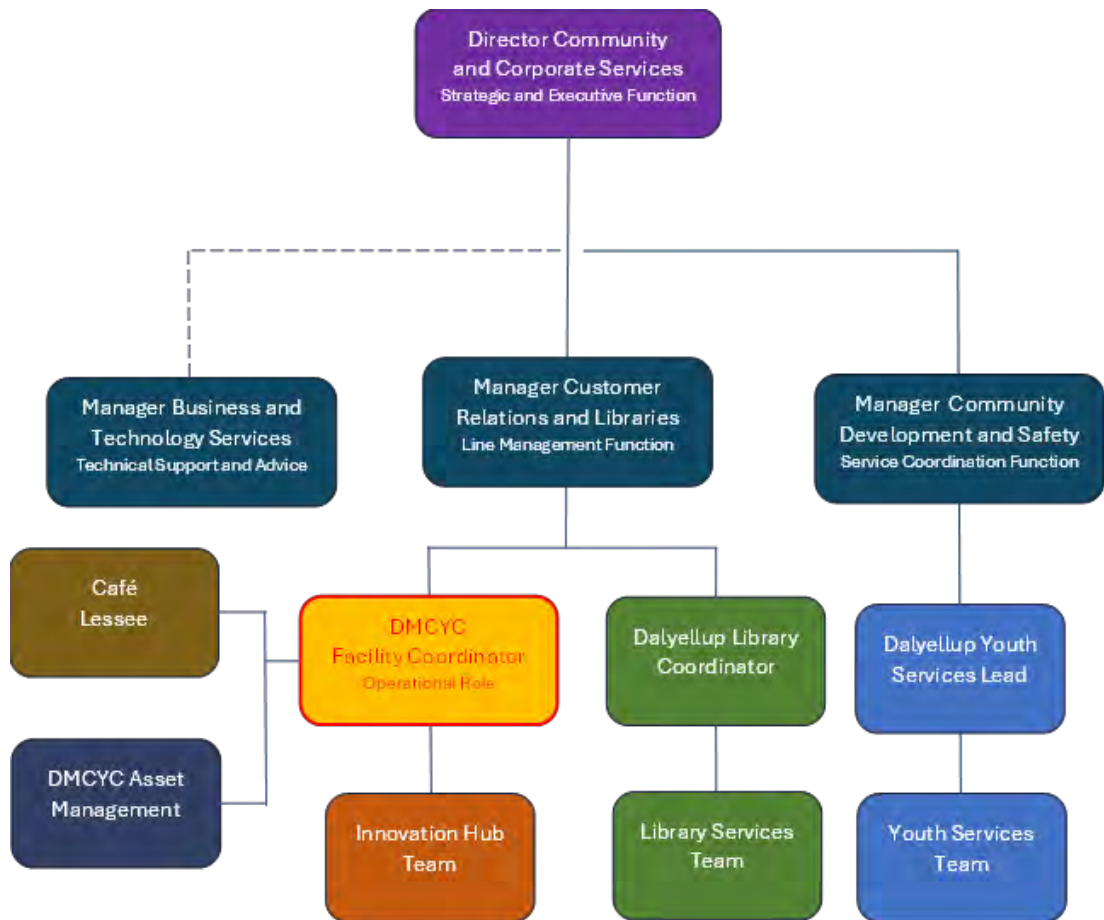 Director Community
and Corporate Services
Strategic and Executive Function
Manager Business and
Technology Services
Technical Support and Advice
Manager Customer
Relations and Libraries
Line Management Function
Manager Community
Development and Safety
Service Coordination Function
Café
Lessee
DMCYC
Facility Coordinator
Operational Role
Dalyellup Library
Coordinator
Dalyellup Youth
Services Lead
DMCYC Asset
Management
Innovation Hub
Team
Library Services
Team
Youth Services
Team